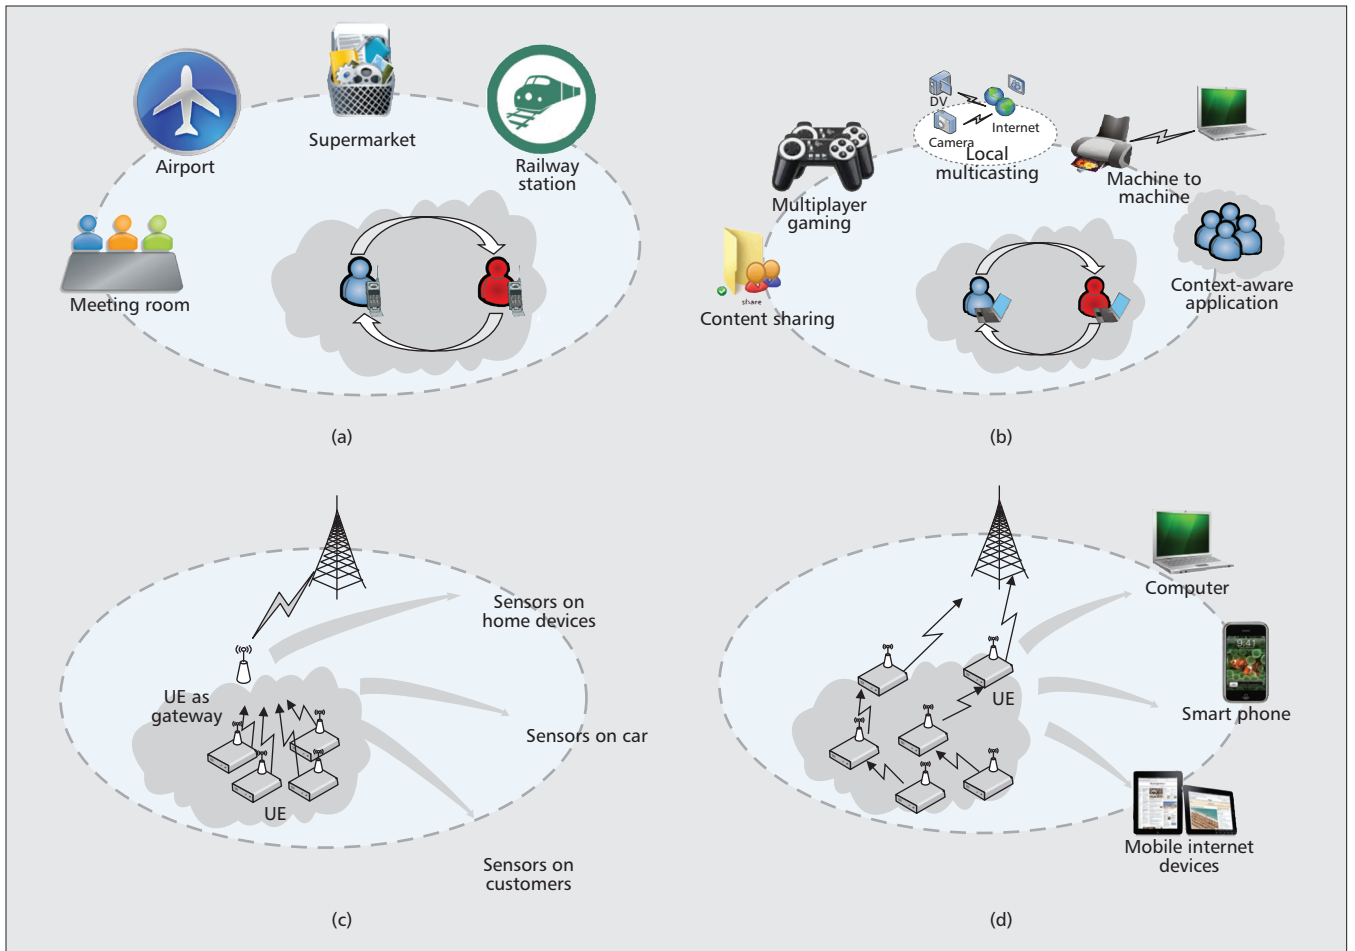 Airport
Supermarket
Railway
station
Meeting room
(a)
DV
Internet
Camera
Local
multicasting
Multiplayer
gaming
Machine to
machine
share
Content sharing
Context-aware
application
(b)
Sensors on
home devices
UE as
gateway
Sensors on car
UE
Sensors on
customers
(c)
Computer
9:41
UE
Smart phone
Mobile internet
devices
(d)